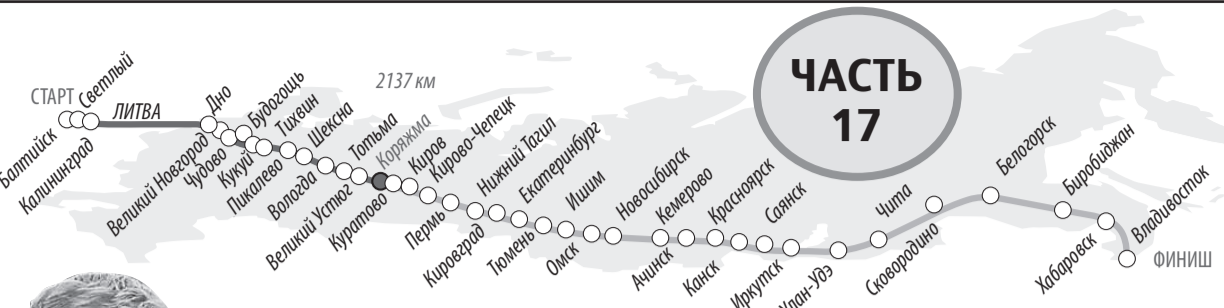 ЧАСТЬ
17
2137 км
СТАРТ
Балтийск
Светлый
Калининград
ЛИТВА
Дно
Великий Новгород
Чудово
Будогощь
Кукуй
Тихвин
Пикалево
Шексна
Вологда
Тотьма
Великий Устюг
Коряжма
Куратово
Киров
Кирово-Чепецк
Пермь
Нижний Тагил
Кировград
Екатеринбург
Тюмень
Ишим
Омск
Новосибирск
Кемерово
Ачинск
Красноярск
Канск
Саянск
Иркутск
Улан-Удэ
Чита
Сковородино
Белогорск
Биробиджан
Хабаровск
Владивосток
ФИНИШ